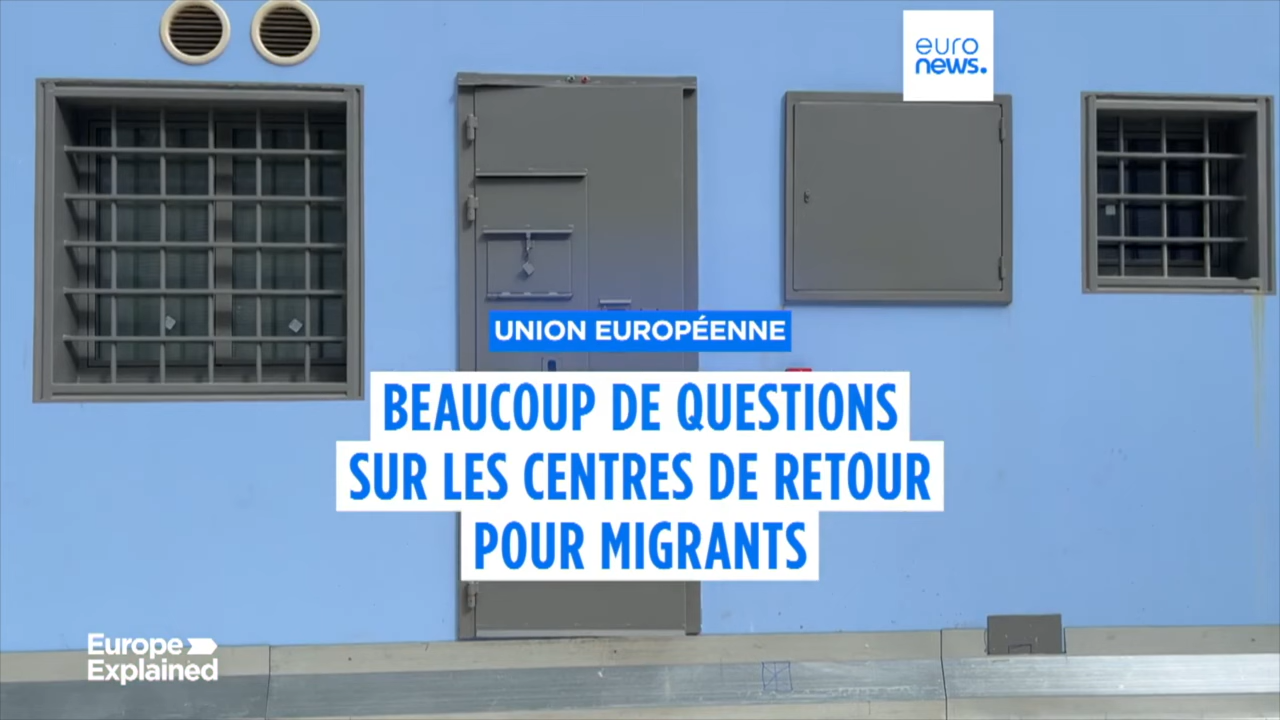 euro
news.
UNION EUROPÉENNE
BEAUCOUP DE QUESTIONS
SUR LES CENTRES DE RETOUR
POUR MIGRANTS
Europe
Explained